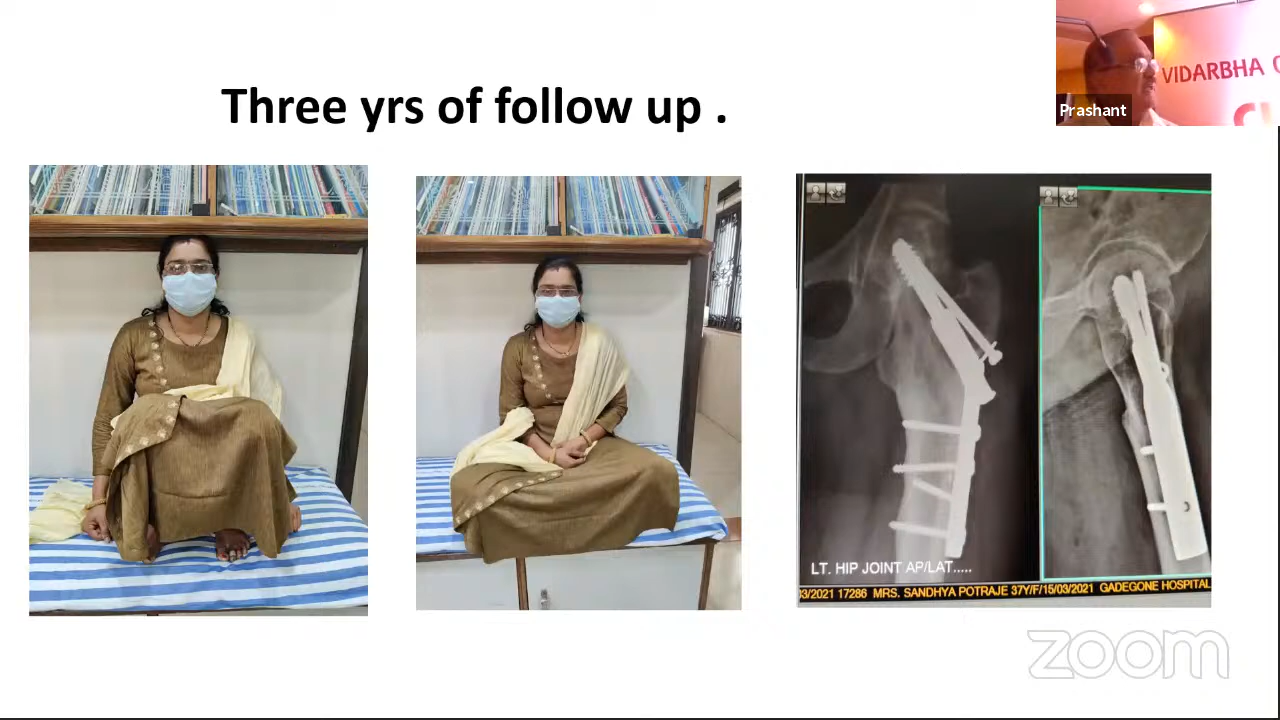 Three yrs of follow up .
VIDARBHA
Prashant
LT. HIP JOINT AP/LAT.....
03/2021 17286 MRS. SANDHYA POTRAJE 37Y/F/15/03/2021 GADEGONE HOSPITAL
zoom